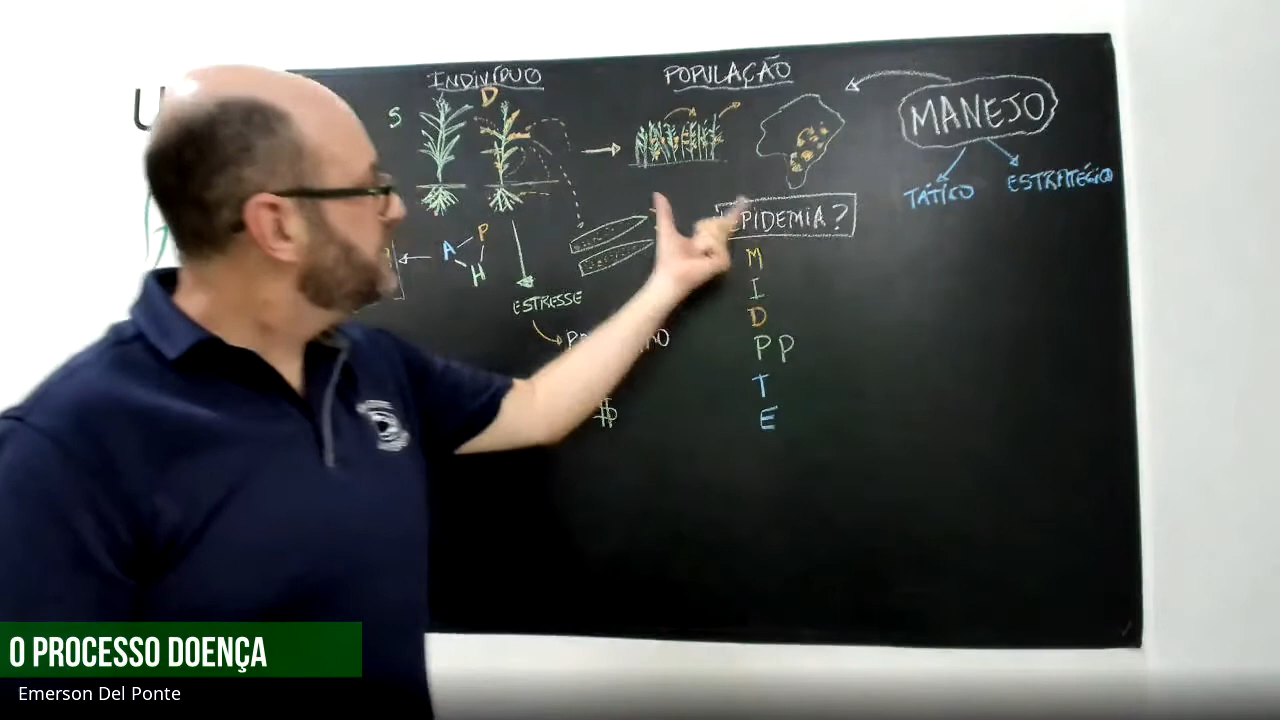 U
INDIVÍDUO
POPULAÇÃO
MANEJO
S
D
TÁTICO
ESTRATÉGICO
EPIDEMIA?
A
P
H
M
I
D
P P
T
E
ESTRESSE
$
O PROCESSO DOENÇA
Emerson Del Ponte